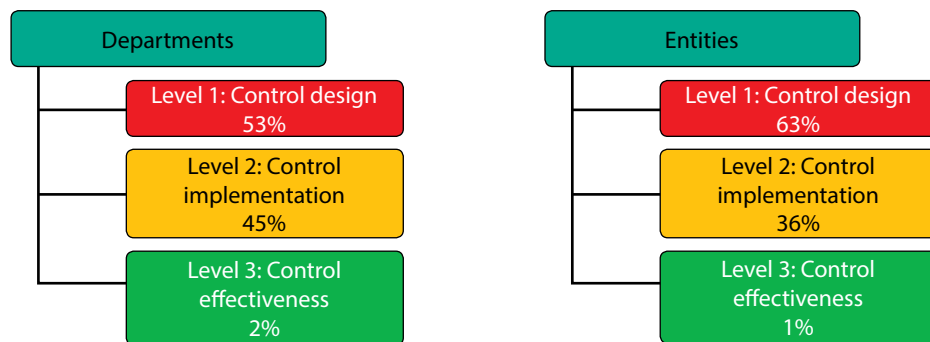 Departments
Level 1: Control design
53%
Level 2: Control
implementation
45%
Level 3: Control
effectiveness
2%
Entities
Level 1: Control design
63%
Level 2: Control
implementation
36%
Level 3: Control
effectiveness
1%